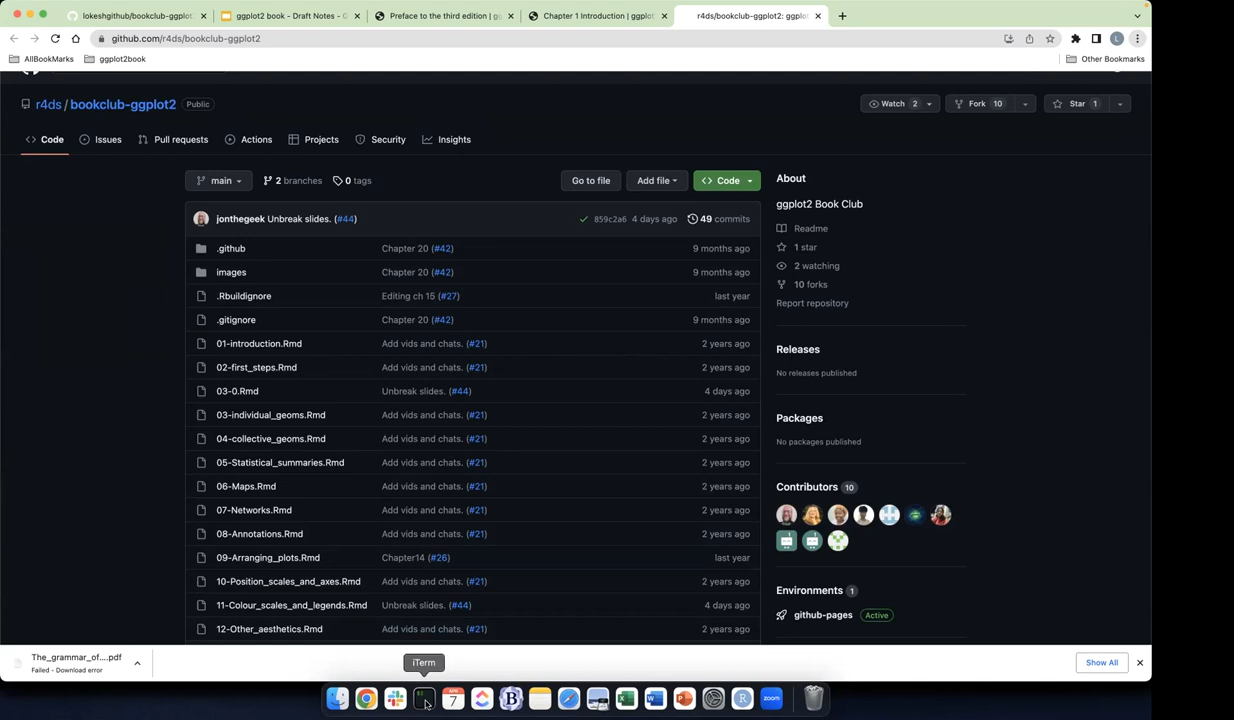 lokeshgithub/bookclub-ggplot
ggplot2 book - Draft Notes - G
Preface to the third edition | g
Chapter 1 Introduction | ggplot
r4ds/bookclub-ggplot2: ggplot
github.com/r4ds/bookclub-ggplot2
L
AllBookMarks
ggplot2book
Other Bookmarks
r4ds / bookclub-ggplot2 Public
Watch 2
Fork 10
Star 1
Code
Issues
Pull requests
Actions
Projects
Security
Insights
main
2 branches
0 tags
Go to file
Add file
Code
jonthegeek Unbreak slides. (#44)
859c2a6 4 days ago
49 commits
.github Chapter 20 (#42) 9 months ago
images Chapter 20 (#42) 9 months ago
.Rbuildignore Editing ch 15 (#27) last year
.gitignore Chapter 20 (#42) 9 months ago
01-introduction.Rmd Add vids and chats. (#21) 2 years ago
02-first_steps.Rmd Add vids and chats. (#21) 2 years ago
03-0.Rmd Unbreak slides. (#44) 4 days ago
03-individual_geoms.Rmd Add vids and chats. (#21) 2 years ago
04-collective_geoms.Rmd Add vids and chats. (#21) 2 years ago
05-Statistical_summaries.Rmd Add vids and chats. (#21) 2 years ago
06-Maps.Rmd Add vids and chats. (#21) 2 years ago
07-Networks.Rmd Add vids and chats. (#21) 2 years ago
08-Annotations.Rmd Add vids and chats. (#21) 2 years ago
09-Arranging_plots.Rmd Chapter14 (#26) last year
10-Position_scales_and_axes.Rmd Add vids and chats. (#21) 2 years ago
11-Colour_scales_and_legends.Rmd Unbreak slides. (#44) 4 days ago
12-Other_aesthetics.Rmd Add vids and chats. (#21) 2 years ago
About
ggplot2 Book Club
Readme
1 star
2 watching
10 forks
Report repository
Releases
No releases published
Packages
No packages published
Contributors 10
Environments 1
github-pages Active
The_grammar_of....pdf
Failed - Download error
Show All
iTerm
7
B
R
zoom